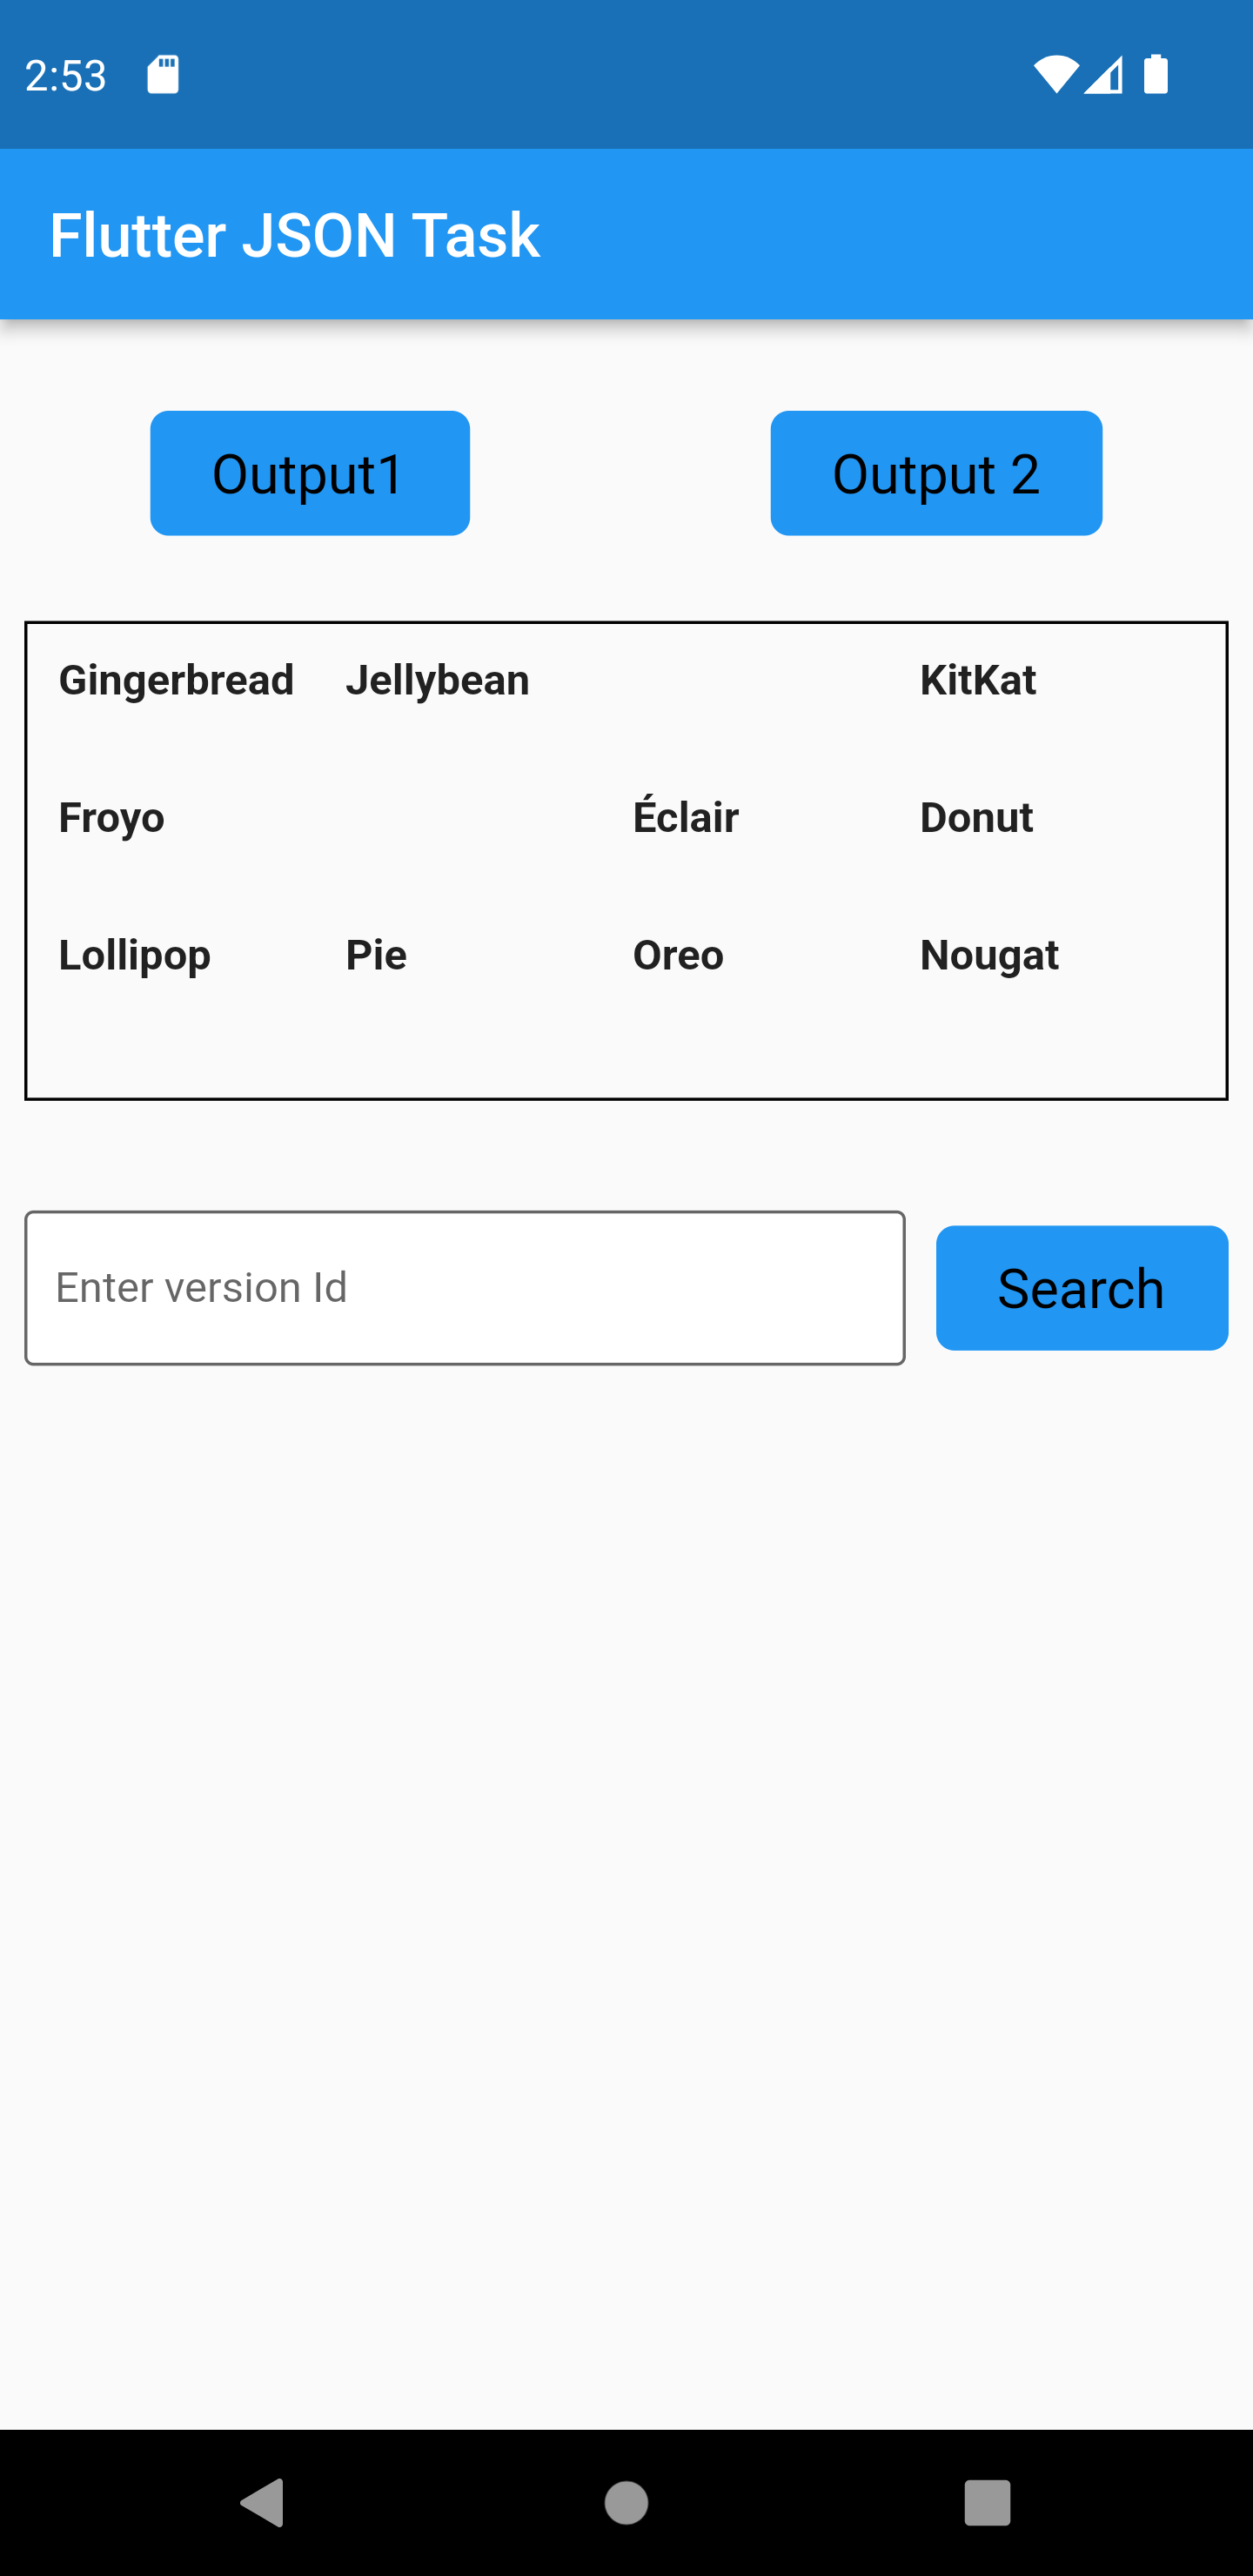 2:53
Flutter JSON Task
Output1 Output 2
Gingerbread Jellybean KitKat
Froyo Éclair Donut
Lollipop Pie Oreo Nougat
Enter version Id Search